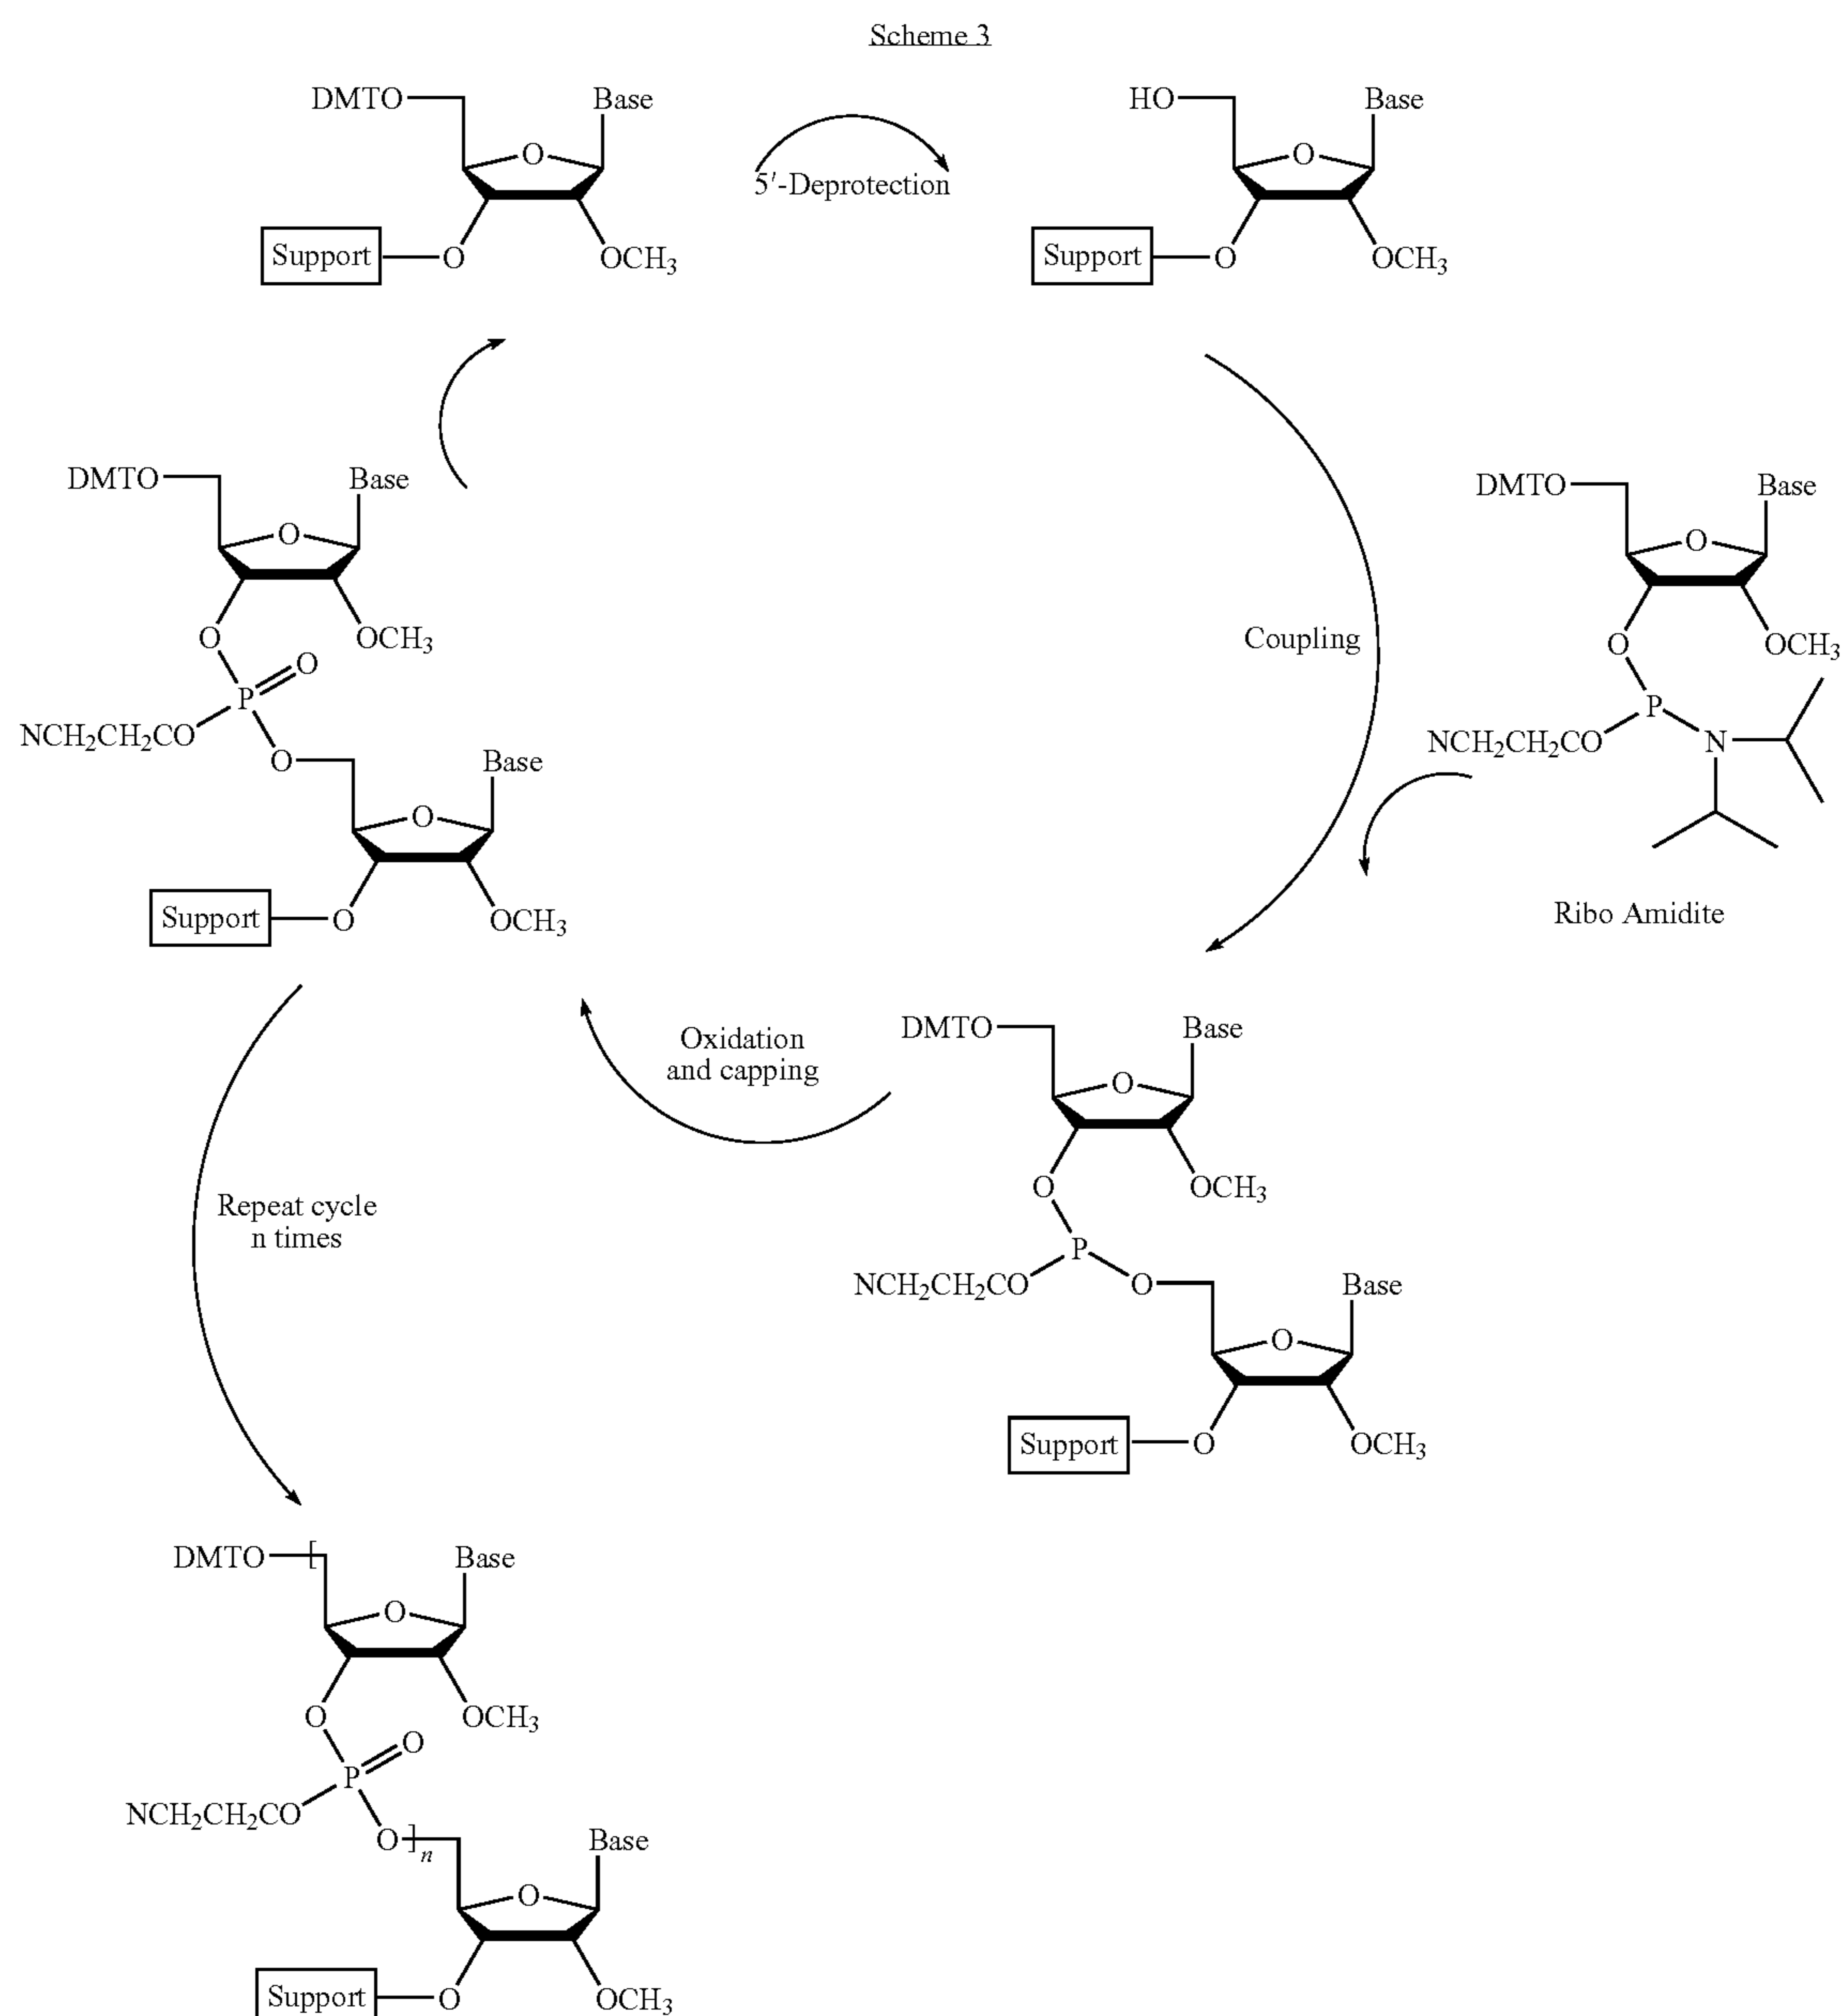 Scheme 3
DMTO
Base
O
Support
O
OCH3
5′-Deprotection
HO
Base
O
Support
O
OCH3
DMTO
Base
O
O
OCH3
O
P
NCH2CH2CO
O
Base
O
Support
O
OCH3
Coupling
DMTO
Base
O
O
OCH3
P
NCH2CH2CO
N
Ribo Amidite
Oxidation
and capping
DMTO
Base
O
O
OCH3
P
NCH2CH2CO
O
Base
O
Support
O
OCH3
Repeat cycle
n times
DMTO
[
Base
O
O
OCH3
O
P
NCH2CH2CO
O
]n
Base
O
Support
O
OCH3